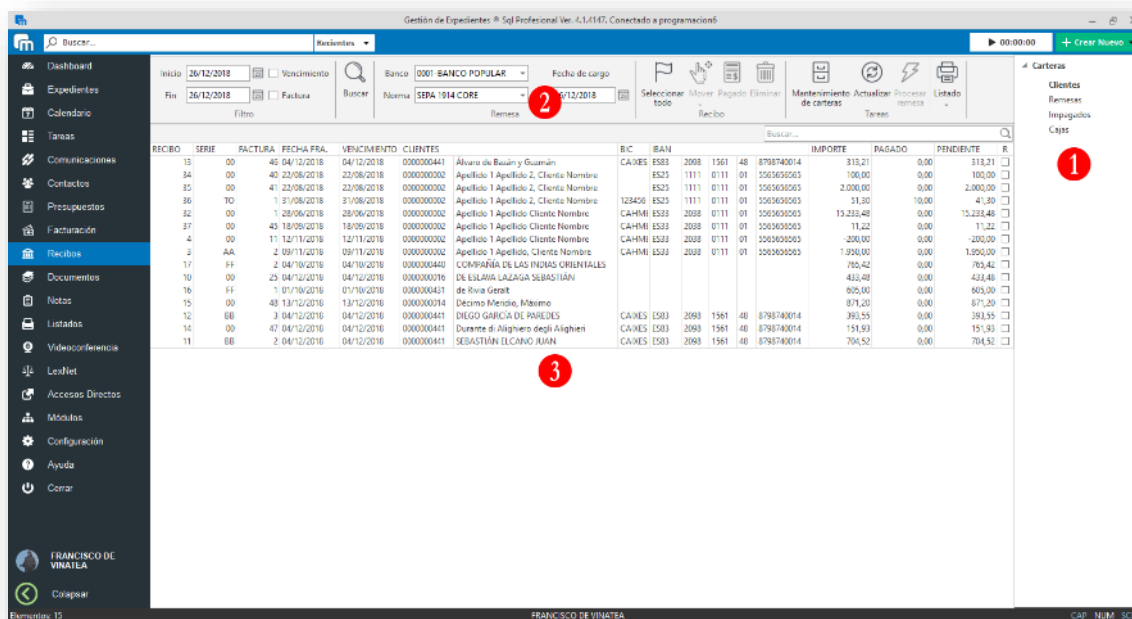 Gestión de Expedientes ® Sql Profesional Ver. 4.1.4147. Conectado a programacion6
Buscar... Recientes 00:00:00 + Crear Nuevo
Dashboard
Expedientes
Calendario
Tareas
Comunicaciones
Contactos
Presupuestos
Facturación
Recibos
Documentos
Notas
Listados
Videoconferencia
LexNet
Accesos Directos
Módulos
Configuración
Ayuda
Cerrar
FRANCISCO DE
VINATEA
Colapsar
Inicio 26/12/2018 Vencimiento Buscar Banco 0001-BANCO POPULAR Fecha de cargo
Fin 26/12/2018 Factura Norma SEPA 1914 CORE 2 6/12/2018
Filtro Remesa
Seleccionar todo Mover Pagado Eliminar
Recibo
Mantenimiento de carteras Actualizar Procesar remesa Listado
Tareas
Carteras
Clientes
Remesas
Impagados
Cajas
1
Buscar...
RECIBO SERIE FACTURA FECHA FRA. VENCIMIENTO CLIENTES BIC IBAN IMPORTE PAGADO PENDIENTE R
13 00 46 04/12/2018 04/12/2018 0000000441 Álvaro de Bazán y Guzmán CAIXES ES83 2098 1561 48 8798740014 313,21 0,00 313,21
34 00 40 22/08/2018 22/08/2018 0000000002 Apellido 1 Apellido 2, Cliente Nombre ES25 1111 0111 01 5565656565 100,00 0,00 100,00
35 00 41 22/08/2018 22/08/2018 0000000002 Apellido 1 Apellido 2, Cliente Nombre ES25 1111 0111 01 5565656565 2.000,00 0,00 2.000,00
36 TO 1 31/08/2018 31/08/2018 0000000002 Apellido 1 Apellido 2, Cliente Nombre 123456 ES25 1111 0111 01 5565656565 51,30 10,00 41,30
32 00 1 28/06/2018 28/06/2018 0000000002 Apellido 1 Apellido Cliente Nombre CAHMI ES33 2038 0111 01 5565656565 15.233,48 0,00 15.233,48
37 00 45 18/09/2018 18/09/2018 0000000002 Apellido 1 Apellido Cliente Nombre CAHMI ES33 2038 0111 01 5565656565 11,22 0,00 11,22
4 00 11 12/11/2018 12/11/2018 0000000002 Apellido 1 Apellido Cliente Nombre CAHMI ES33 2038 0111 01 5565656565 -200,00 0,00 -200,00
3 AA 2 09/11/2018 09/11/2018 0000000002 Apellido 1 Apellido, Cliente Nombre CAHMI ES33 2038 0111 01 5565656565 1.950,00 0,00 1.950,00
17 FF 2 04/10/2018 04/10/2018 0000000440 COMPAÑÍA DE LAS INDIAS ORIENTALES 765,42 0,00 765,42
10 00 25 04/12/2018 04/12/2018 0000000016 DE ESLAVA LAZAGA SEBASTIÁN 433,48 0,00 433,48
16 FF 1 01/10/2018 01/10/2018 0000000431 de Rivia Geralt 605,00 0,00 605,00
15 00 48 13/12/2018 13/12/2018 0000000014 Décimo Meridio, Máximo 871,20 0,00 871,20
12 BB 3 04/12/2018 04/12/2018 0000000441 DIEGO GARCÍA DE PAREDES CAIXES ES83 2098 1561 48 8798740014 393,55 0,00 393,55
14 00 47 04/12/2018 04/12/2018 0000000441 Durante di Alighiero degli Alighieri CAIXES ES83 2098 1561 48 8798740014 151,93 0,00 151,93
11 BB 2 04/12/2018 04/12/2018 0000000441 SEBASTIÁN ELCANO JUAN CAIXES ES83 2098 1561 48 8798740014 704,52 0,00 704,52
3
Elementos: 15 FRANCISCO DE VINATEA CAP NUM SC